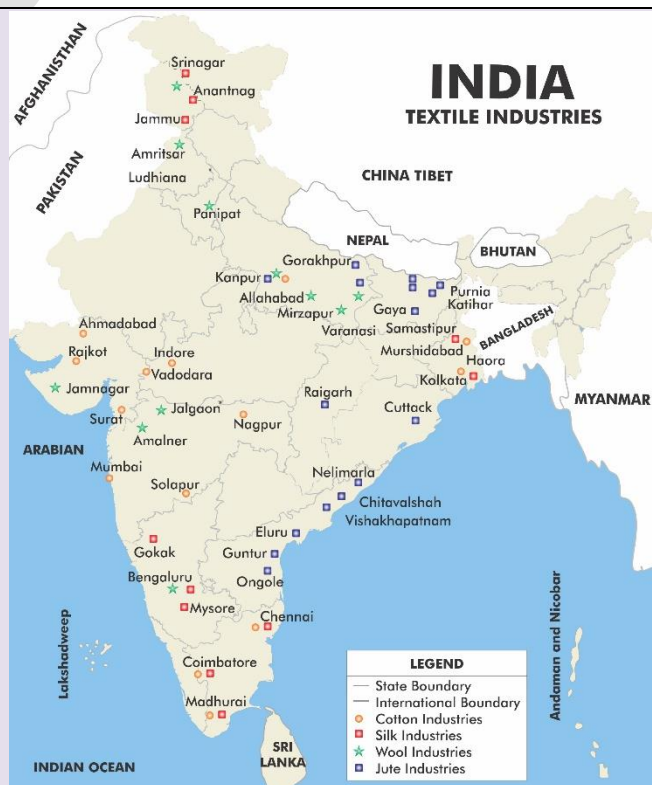 INDIA
TEXTILE INDUSTRIES
AFGHANISTHAN
PAKISTAN
CHINA TIBET
NEPAL
BHUTAN
BANGLADESH
MYANMAR
Srinagar
Anantnag
Jammu
Amritsar
Ludhiana
Panipat
Gorakhpur
Kanpur
Allahabad
Mirzapur
Varanasi
Gaya
Purnia
Katihar
Samastipur
Murshidabad
Haora
Kolkata
Ahmadabad
Rajkot
Indore
Vadodara
Jamnagar
Surat
Jalgaon
Amalner
Nagpur
Raigarh
Cuttack
ARABIAN
Mumbai
Solapur
Nelimarla
Chitavalshah
Vishakhapatnam
Eluru
Guntur
Ongole
Gokak
Bengaluru
Mysore
Chennai
Coimbatore
Madhurai
Lakshadweep
Andaman and Nicobar
SRI
LANKA
INDIAN OCEAN
LEGEND
State Boundary
International Boundary
Cotton Industries
Silk Industries
Wool Industries
Jute Industries